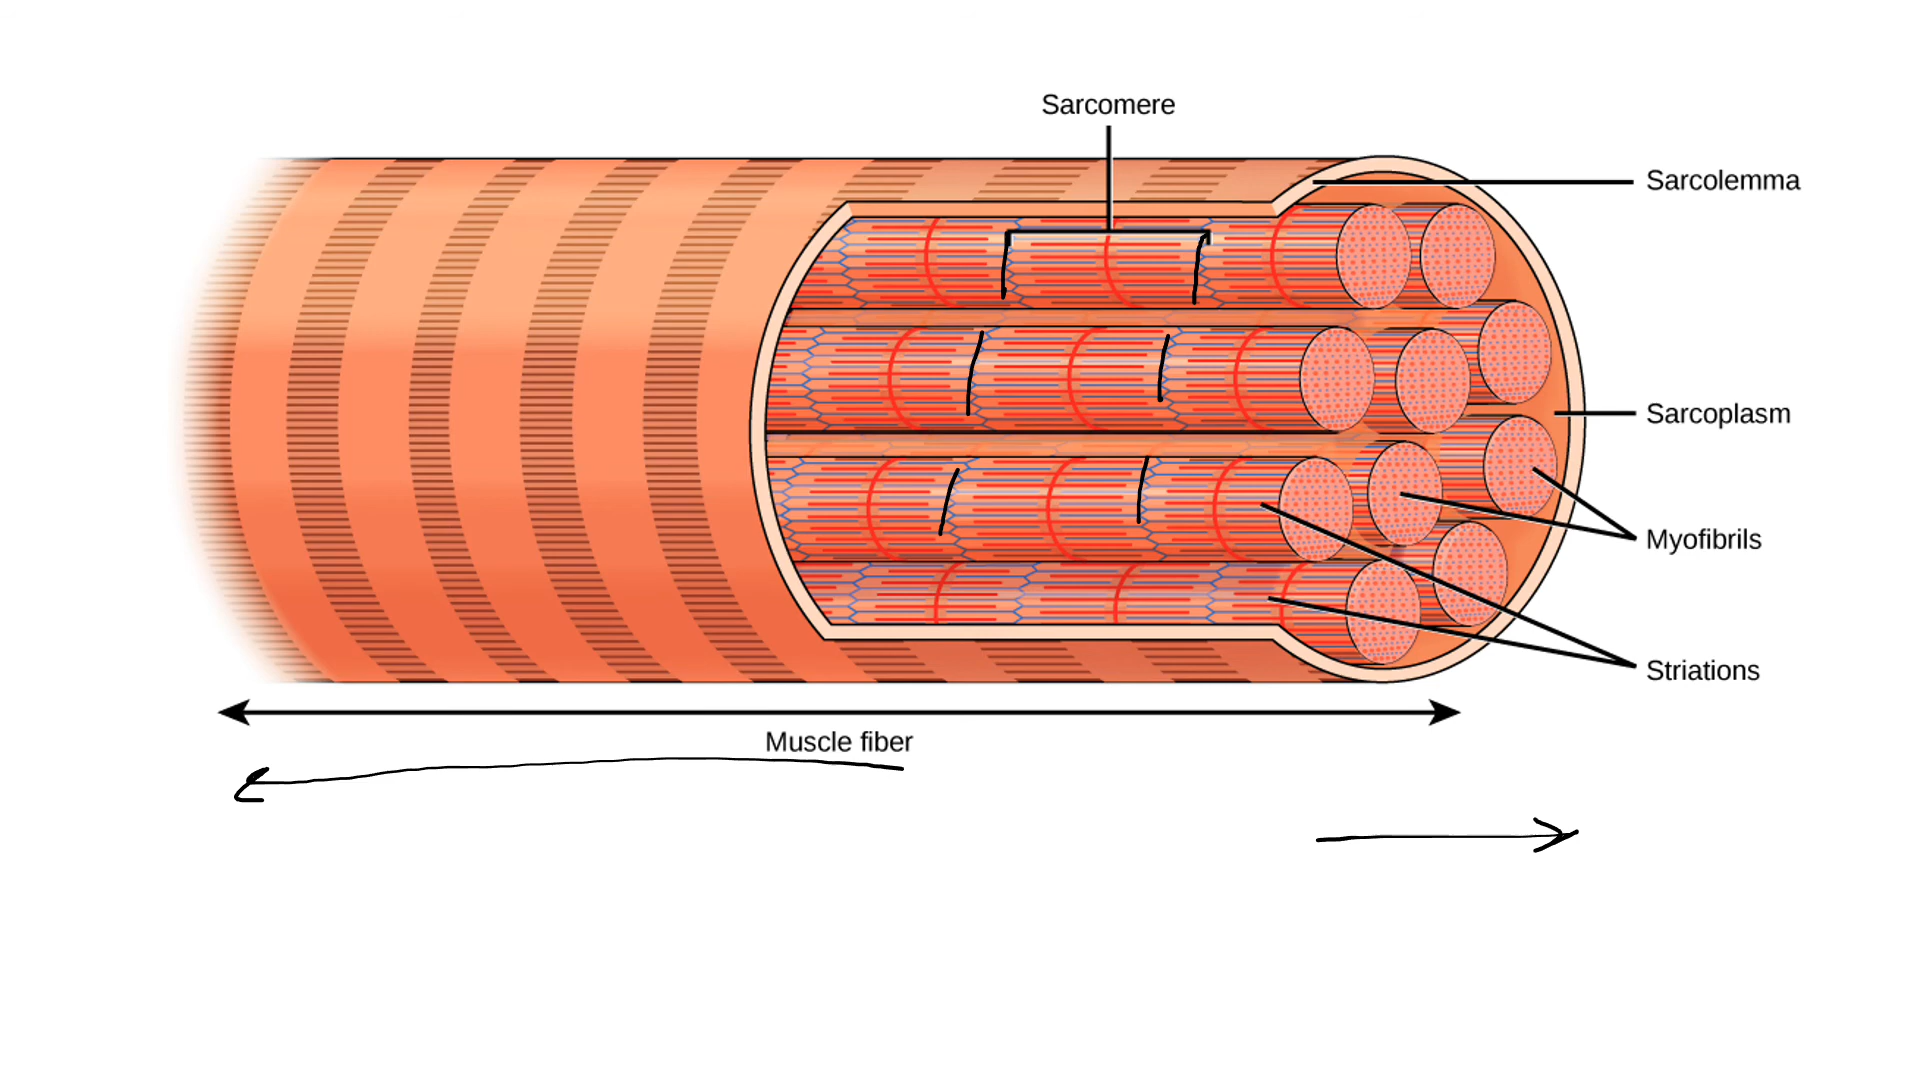 Sarcomere
Sarcolemma
Sarcoplasm
Myofibrils
Striations
Muscle fiber